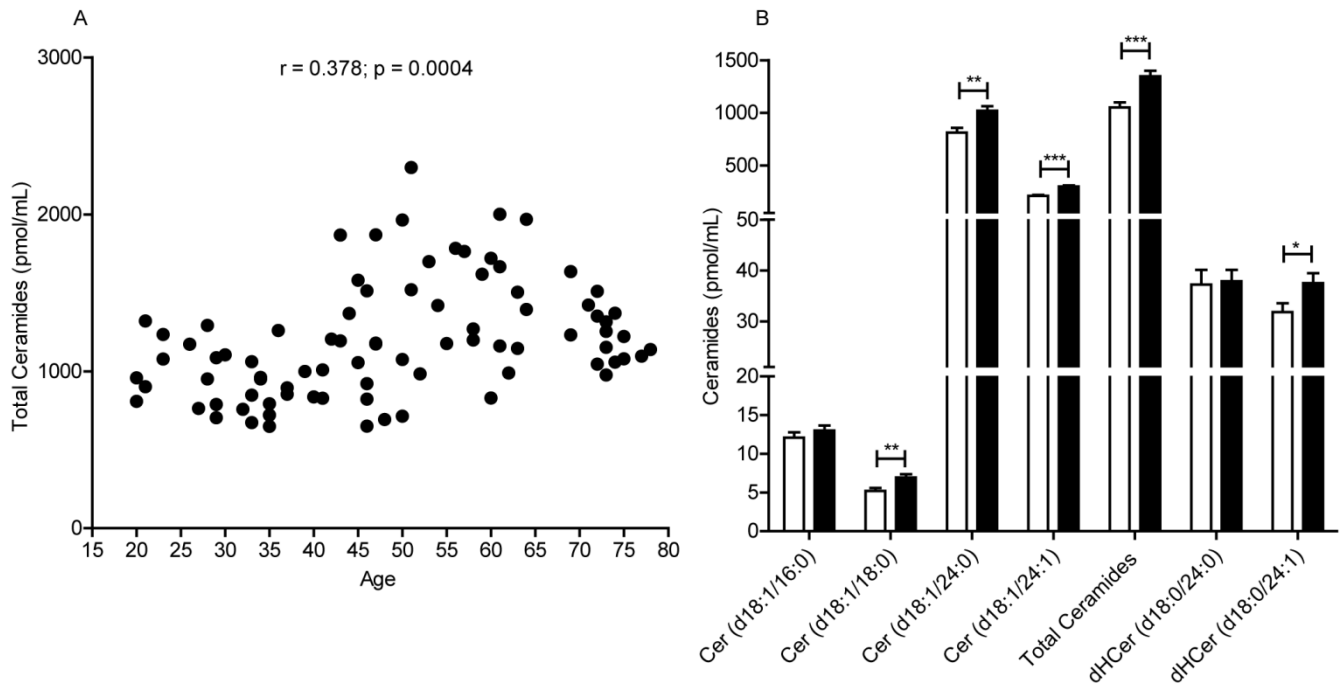 A
r = 0.378; p = 0.0004
Total Ceramides (pmol/mL)
3000
2000
1000
0
15 20 25 30 35 40 45 50 55 60 65 70 75 80
Age
B
Ceramides (pmol/mL)
1500
1000
500
50
40
30
20
15
10
5
0
**
**
***
***
*
Cer (d18:1/16:0)
Cer (d18:1/18:0)
Cer (d18:1/24:0)
Cer (d18:1/24:1)
Total Ceramides
dHCer (d18:0/24:0)
dHCer (d18:0/24:1)